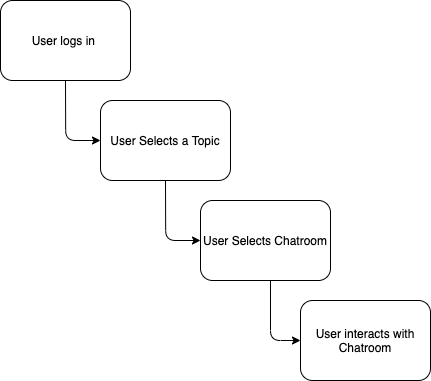 User logs in
User Selects a Topic
User Selects Chatroom
User interacts with
Chatroom